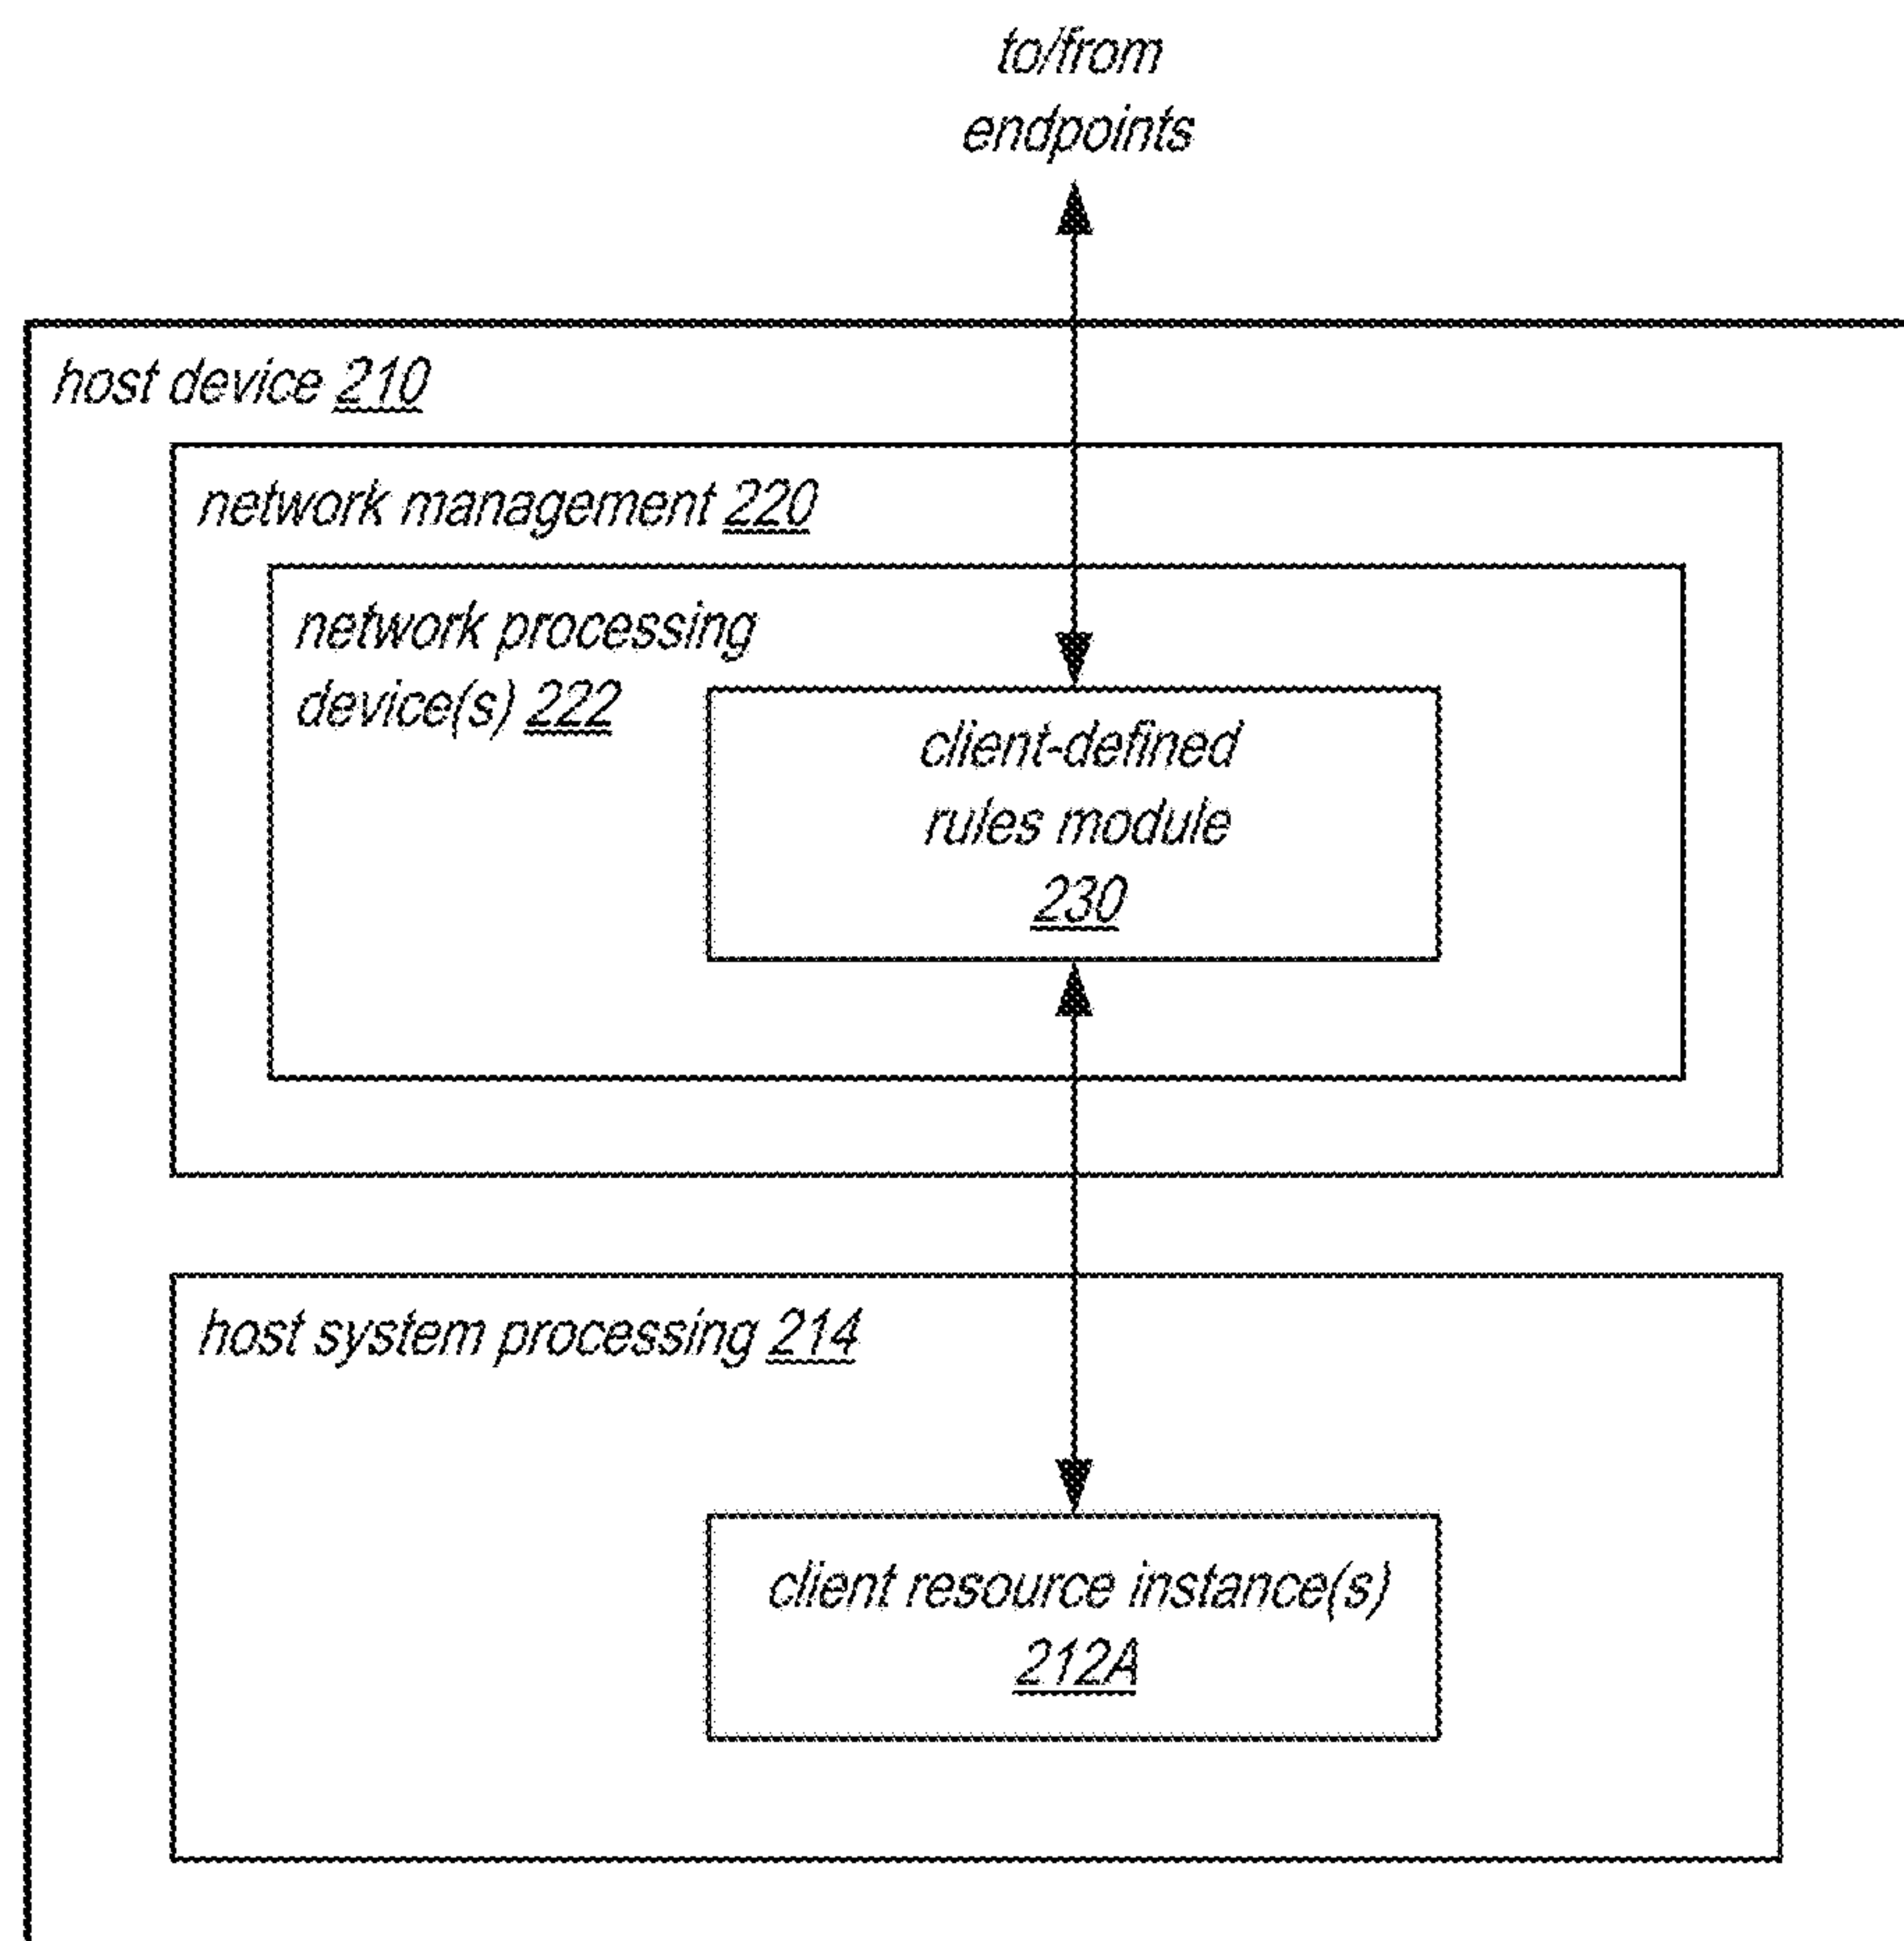 to/from
endpoints
host device 210
network management 220
network processing
device(s) 222
client-defined
rules module
230
host system processing 214
client resource instance(s)
212A